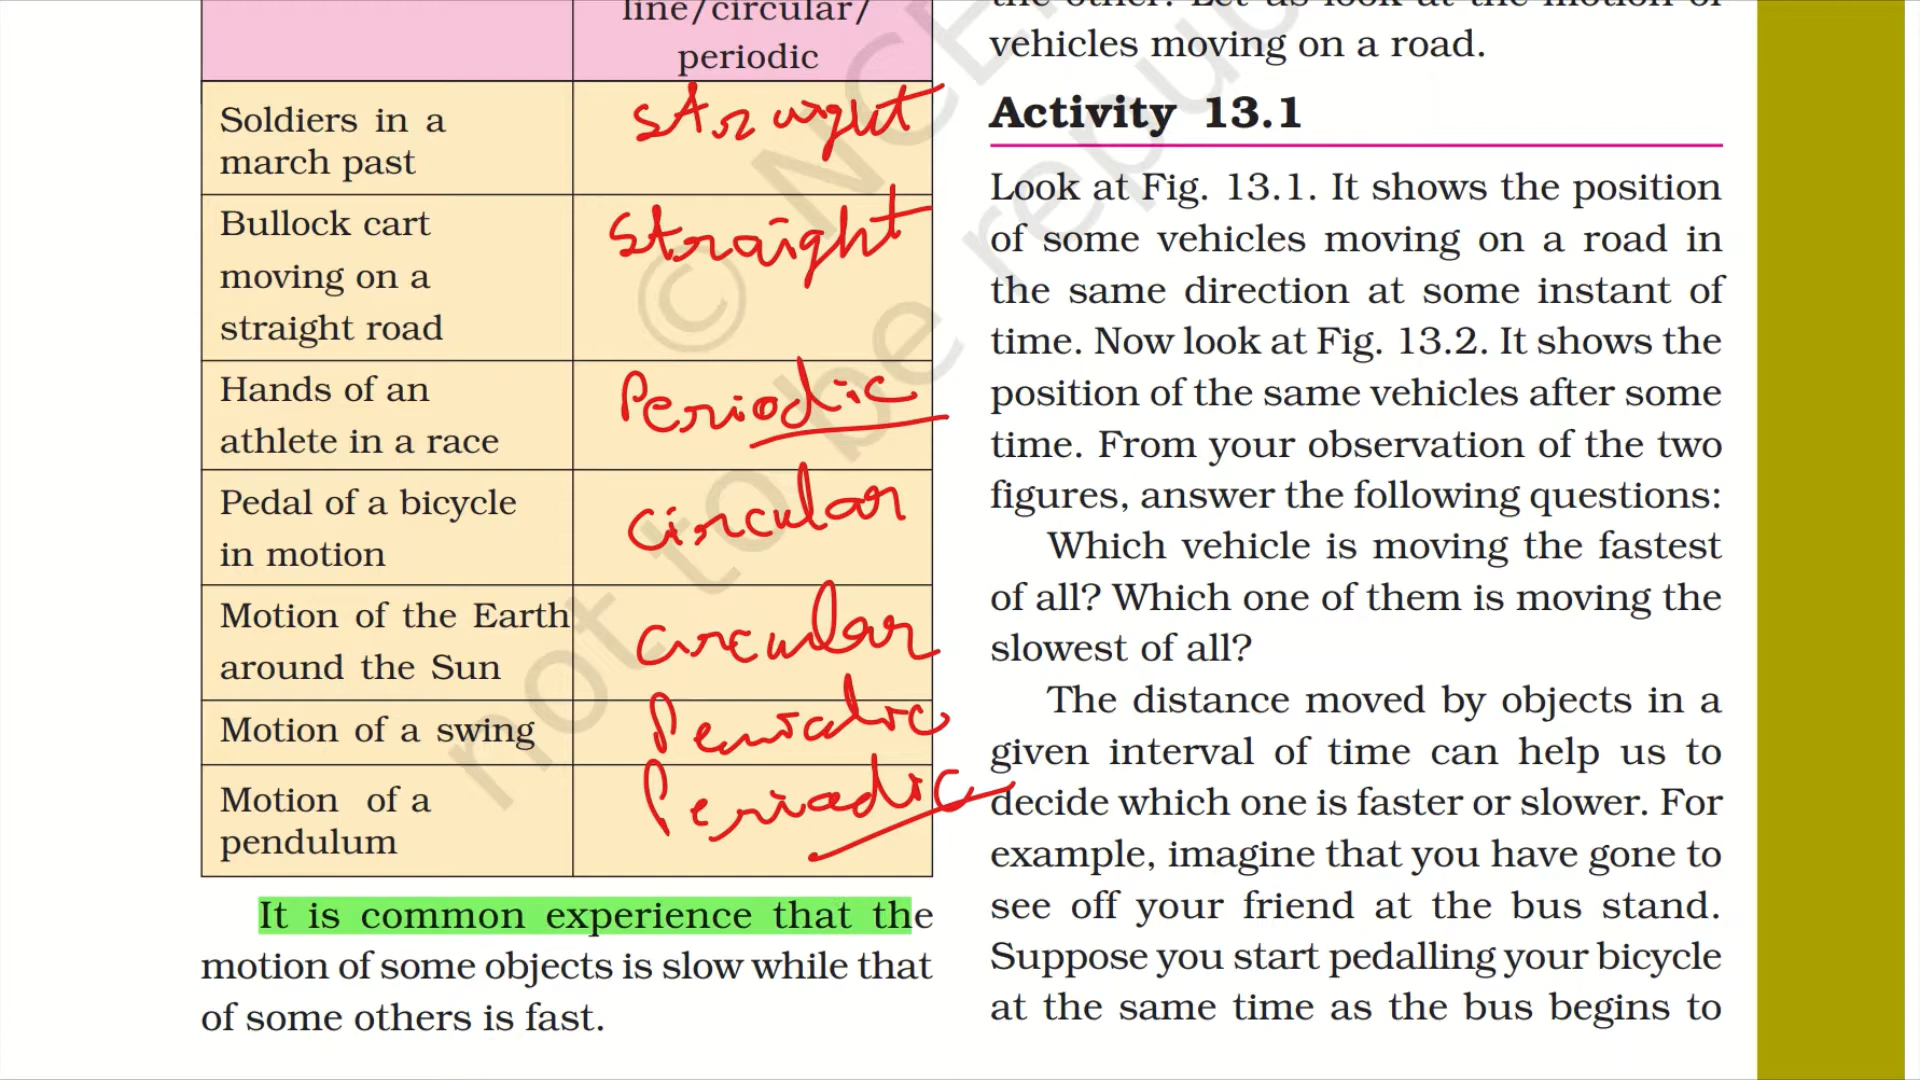 line/circular/
periodic
Soldiers in a
march past
straight
Bullock cart
moving on a
straight road
straight
Hands of an
athlete in a race
Periodic
Pedal of a bicycle
in motion
circular
Motion of the Earth
around the Sun
circular
Motion of a swing
Periodic
Motion of a
pendulum
Periodic
It is common experience that the
motion of some objects is slow while that
of some others is fast.
vehicles moving on a road.
Activity 13.1
Look at Fig. 13.1. It shows the position
of some vehicles moving on a road in
the same direction at some instant of
time. Now look at Fig. 13.2. It shows the
position of the same vehicles after some
time. From your observation of the two
figures, answer the following questions:
Which vehicle is moving the fastest
of all? Which one of them is moving the
slowest of all?
The distance moved by objects in a
given interval of time can help us to
decide which one is faster or slower. For
example, imagine that you have gone to
see off your friend at the bus stand.
Suppose you start pedalling your bicycle
at the same time as the bus begins to
© NCE
not to be repu